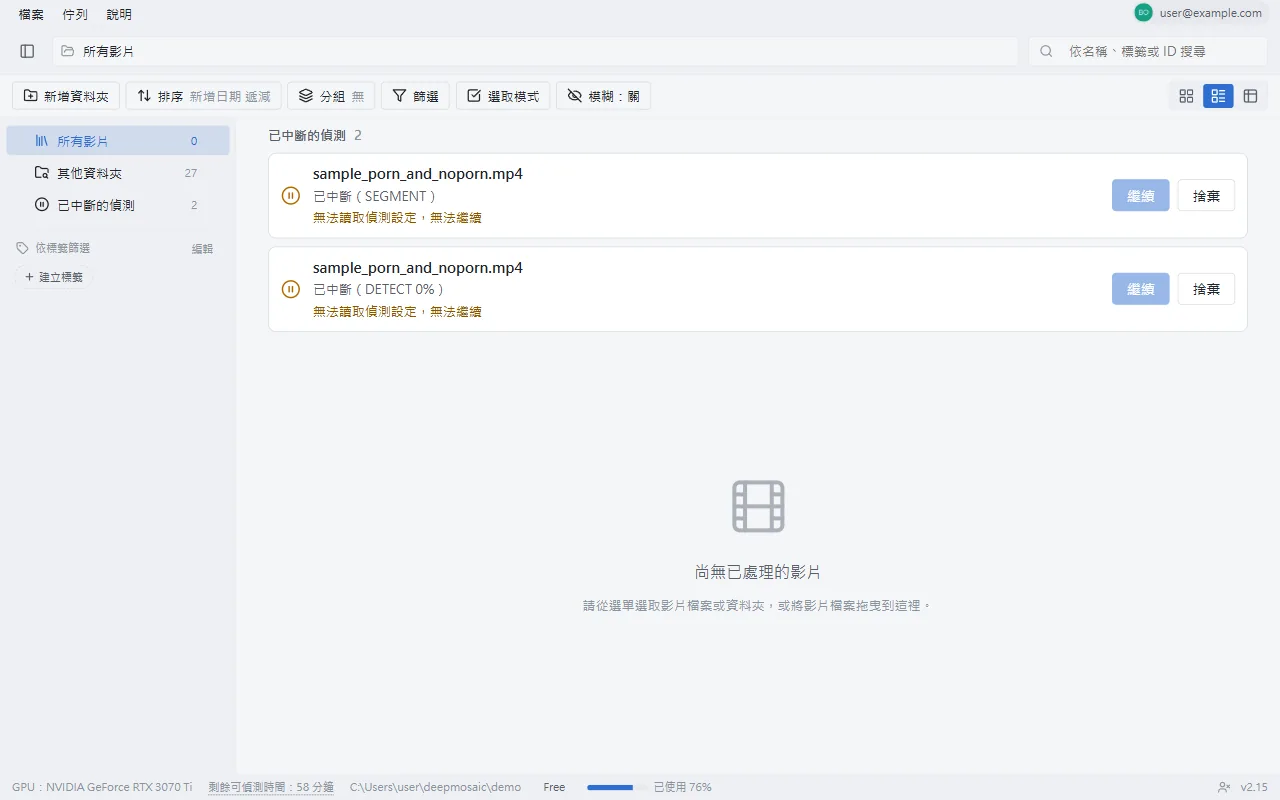 檔案 佇列 說明
BO user@example.com
所有影片
依名稱、標籤或 ID 搜尋
新增資料夾 排序 新增日期 遞減 分組 無 篩選 選取模式 模糊：關
所有影片 0
其他資料夾 27
已中斷的偵測 2
依標籤篩選 編輯
+ 建立標籤
已中斷的偵測 2
sample_porn_and_noporn.mp4
已中斷（SEGMENT）
無法讀取偵測設定，無法繼續
繼續 捨棄
sample_porn_and_noporn.mp4
已中斷（DETECT 0%）
無法讀取偵測設定，無法繼續
繼續 捨棄
尚無已處理的影片
請從選單選取影片檔案或資料夾，或將影片檔案拖曳到這裡。
GPU：NVIDIA GeForce RTX 3070 Ti 剩餘可偵測時間：58 分鐘 C:\Users\user\deepmosaic\demo Free 已使用 76% v2.15